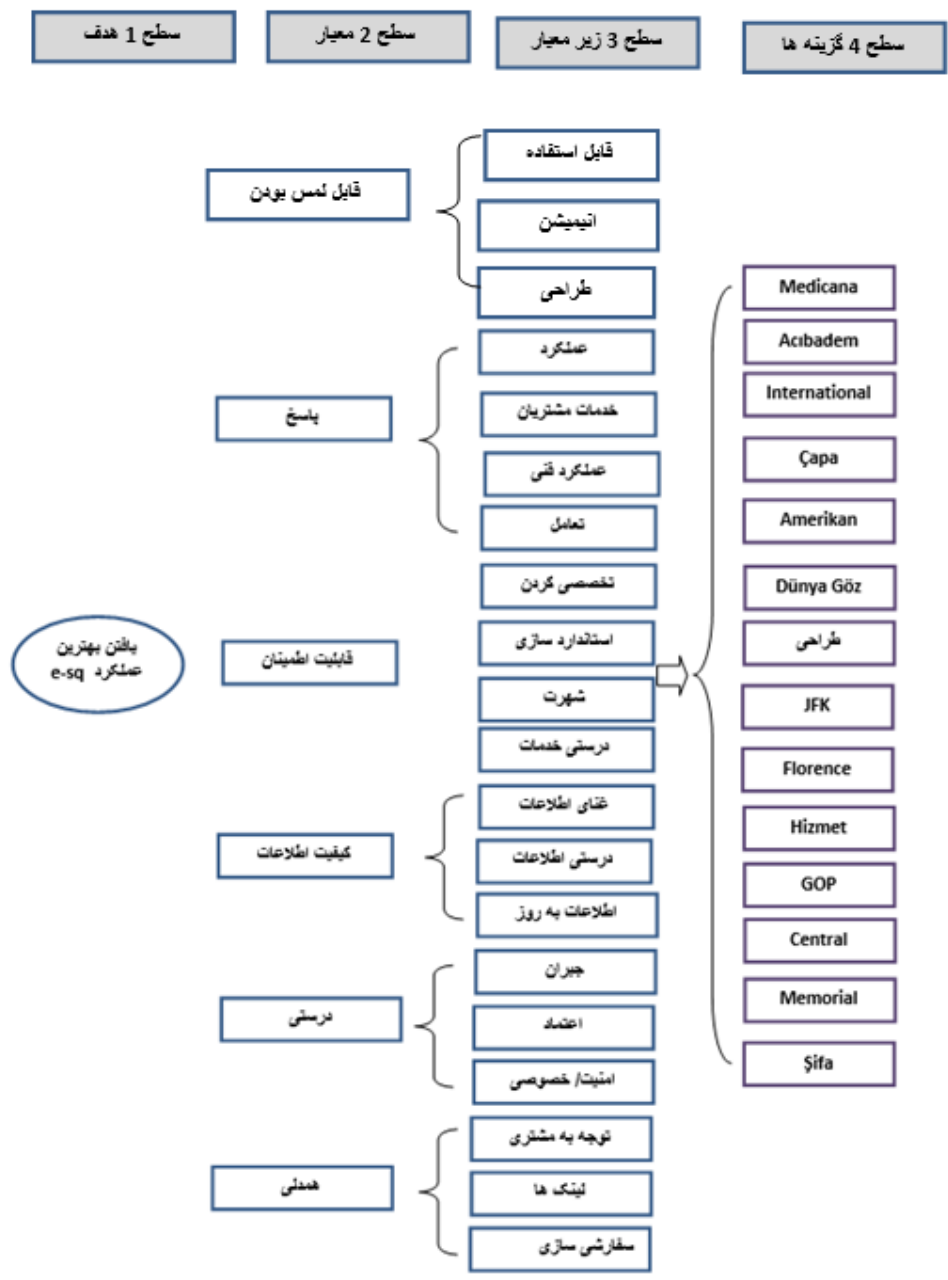 سطح 1 هدف
سطح 2 معیار
سطح 3 زیر معیار
سطح 4 گزینه ها
یافتن بهترین
عملکرد e-sq
قابل لمس بودن
پاسخ
قابلیت اطمینان
کیفیت اطلاعات
درستی
همدلی
قابل استفاده
انیمیشن
طراحی
عملکرد
خدمات مشتریان
عملکرد فنی
تعامل
تخصصی کردن
استاندارد سازی
شهرت
درستی خدمات
غنای اطلاعات
درستی اطلاعات
اطلاعات به روز
جبران
اعتماد
امنیت/ خصوصی
توجه به مشتری
لینک ها
سفارشی سازی
Medicana
Acıbadem
International
Çapa
Amerikan
Dünya Göz
طراحی
JFK
Florence
Hizmet
GOP
Central
Memorial
Şifa